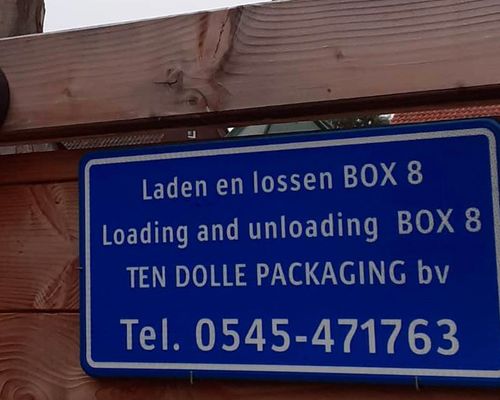 Laden en lossen BOX 8
Loading and unloading BOX 8
TEN DOLLE PACKAGING bv
Tel. 0545-471763